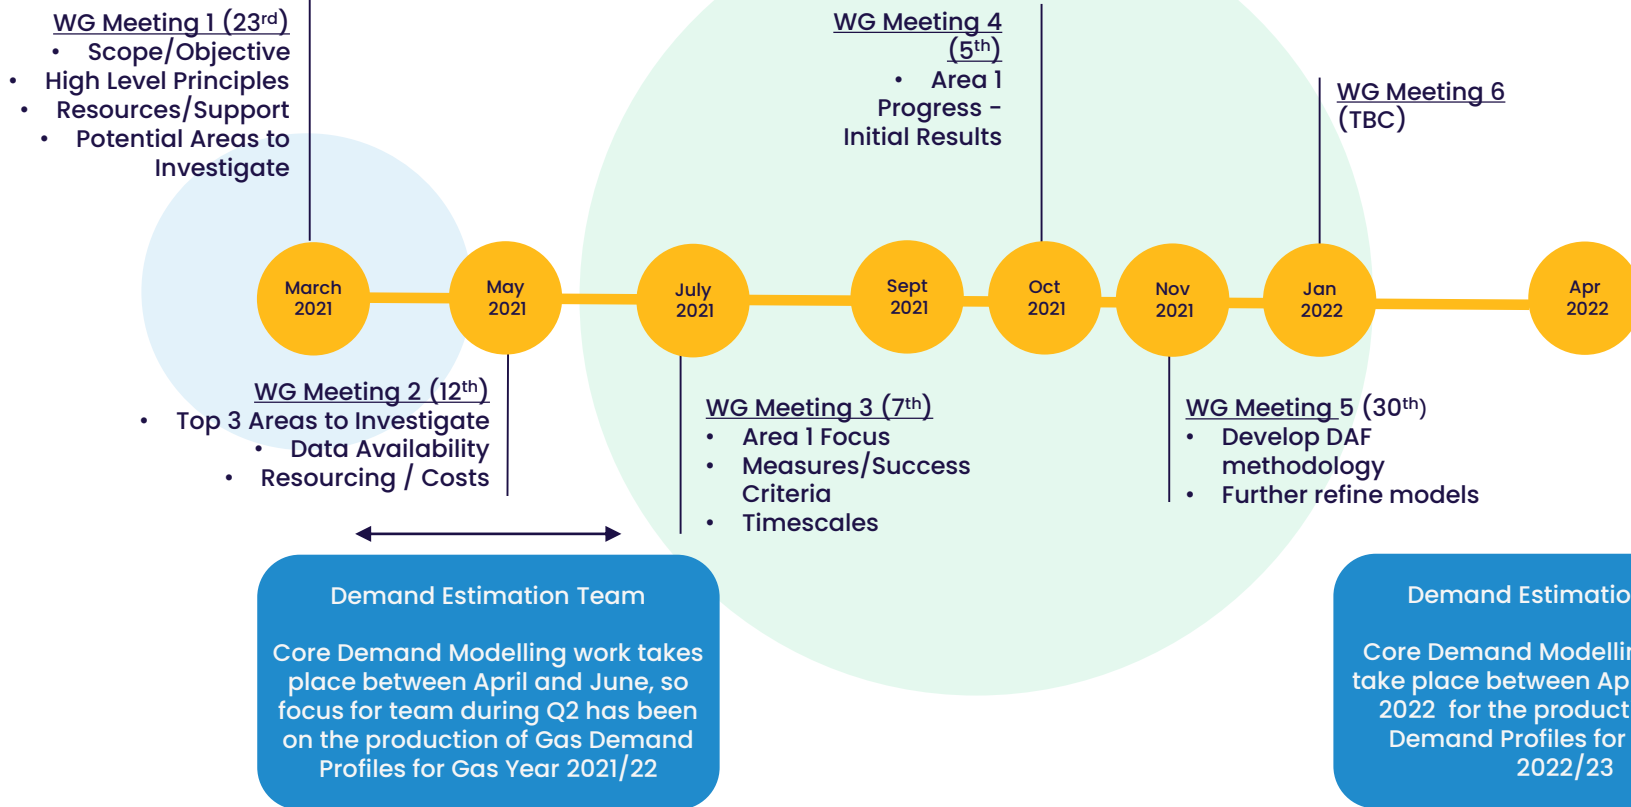 WG Meeting 1 (23rd)
• Scope/Objective
• High Level Principles
• Resources/Support
• Potential Areas to
Investigate
WG Meeting 4
(5th)
• Area 1
Progress -
Initial Results
WG Meeting 6
(TBC)
March
2021
May
2021
July
2021
Sept
2021
Oct
2021
Nov
2021
Jan
2022
Apr
2022
WG Meeting 2 (12th)
• Top 3 Areas to Investigate
• Data Availability
• Resourcing / Costs
WG Meeting 3 (7th)
• Area 1 Focus
• Measures/Success
Criteria
• Timescales
WG Meeting 5 (30th)
• Develop DAF
methodology
• Further refine models
Demand Estimation Team
Core Demand Modelling work takes
place between April and June, so
focus for team during Q2 has been
on the production of Gas Demand
Profiles for Gas Year 2021/22
Demand
Core Demand
take place between
2022 for the
Demand Profiles for
2022/23